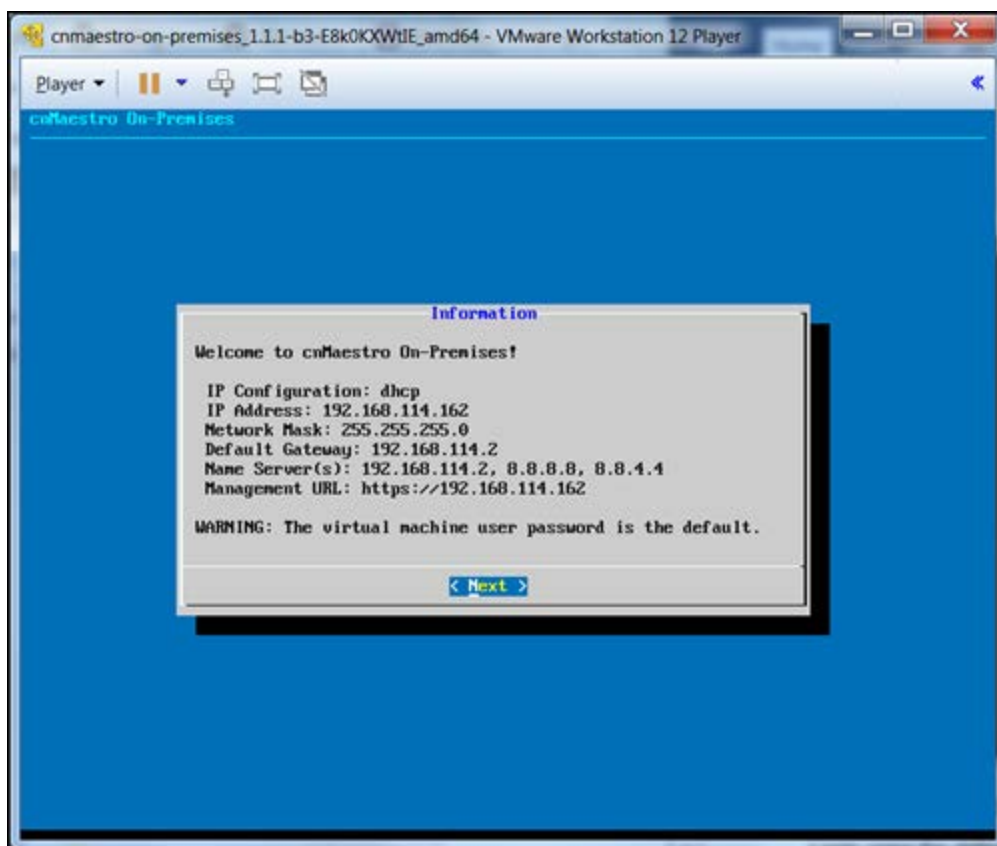 cnmaestro-on-premises_1.1.1-b3-E8k0KXWtIE_amd64 - VMware Workstation 12 Player
Player
cnMaestro On-Premises
Information
Welcome to cnMaestro On-Premises!
IP Configuration: dhcp
IP Address: 192.168.114.162
Network Mask: 255.255.255.0
Default Gateway: 192.168.114.2
Name Server(s): 192.168.114.2, 8.8.8.8, 8.8.4.4
Management URL: https://192.168.114.162
WARNING: The virtual machine user password is the default.
< Next >